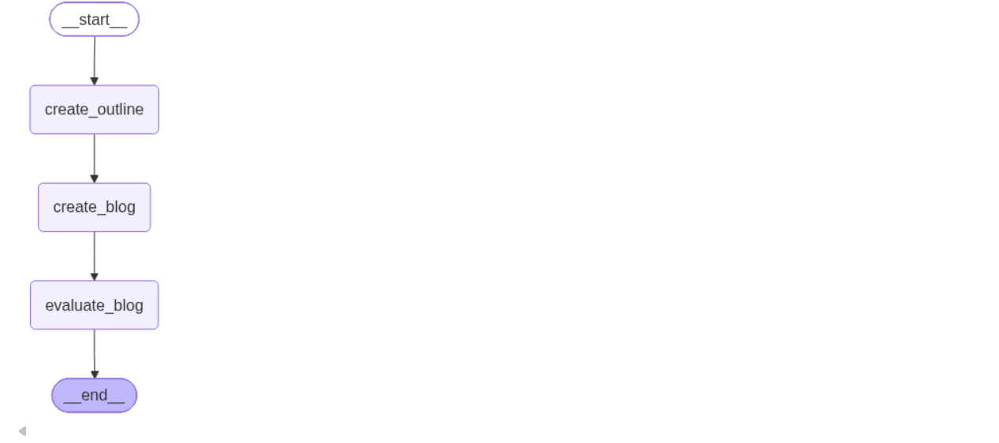 __start__
create_outline
create_blog
evaluate_blog
__end__